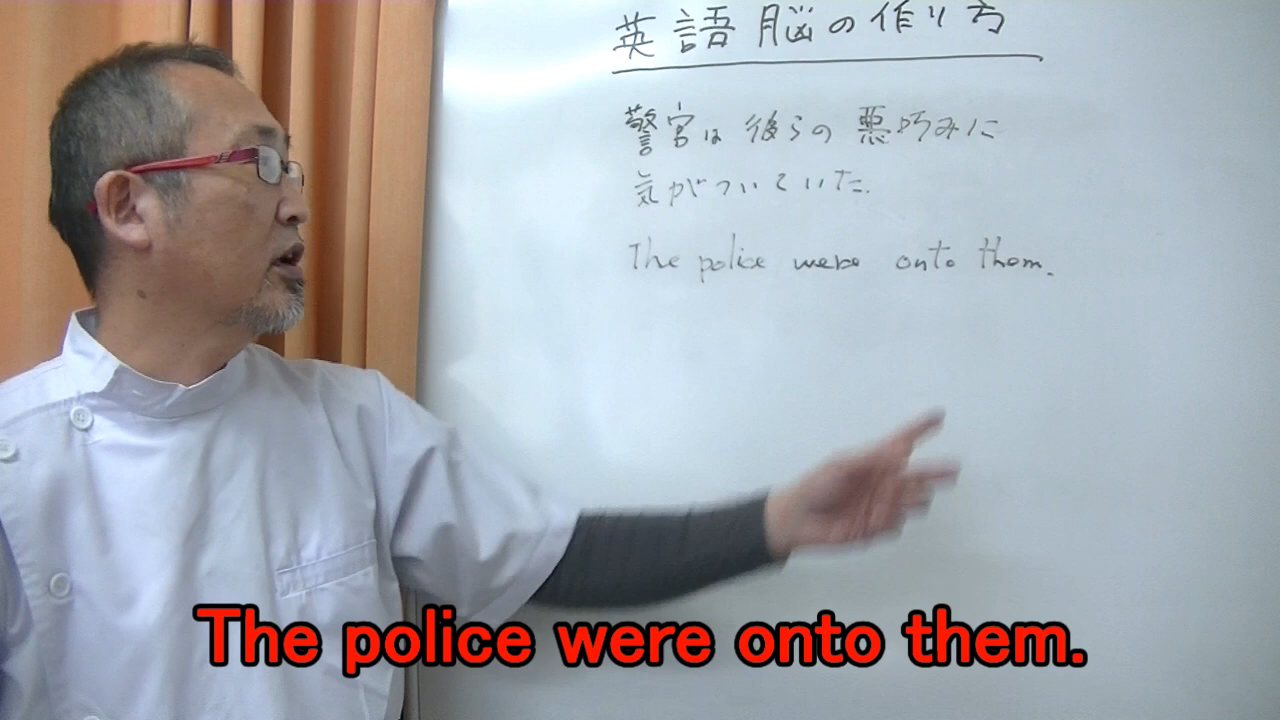 英語脳の作り方
警官は彼らの悪巧みに
気がついていた.
The police were onto them.
The police were onto them.